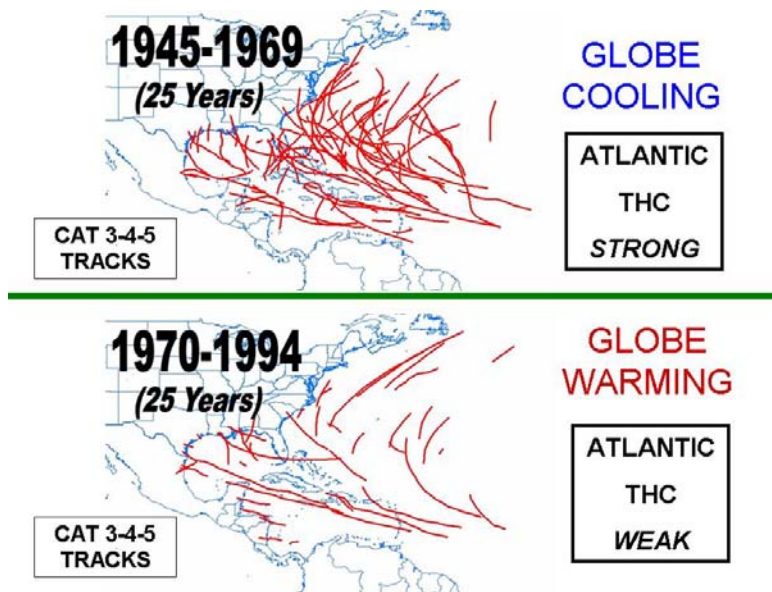 1945-1969
(25 Years)
GLOBE
COOLING
ATLANTIC
THC
STRONG
CAT 3-4-5
TRACKS
1970-1994
(25 Years)
GLOBE
WARMING
ATLANTIC
THC
WEAK
CAT 3-4-5
TRACKS